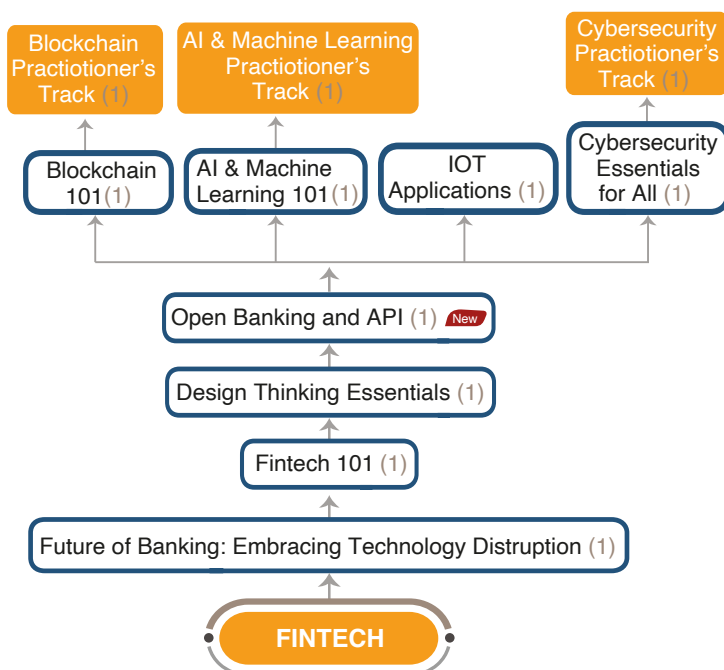 Blockchain
Practiotioner's
Track (1)
AI & Machine Learning
Practiotioner's
Track (1)
Cybersecurity
Practiotioner's
Track (1)
Blockchain
101(1)
AI & Machine
Learning 101(1)
IOT
Applications (1)
Cybersecurity
Essentials
for All (1)
Open Banking and API (1) New
Design Thinking Essentials (1)
Fintech 101 (1)
Future of Banking: Embracing Technology Distruption (1)
FINTECH